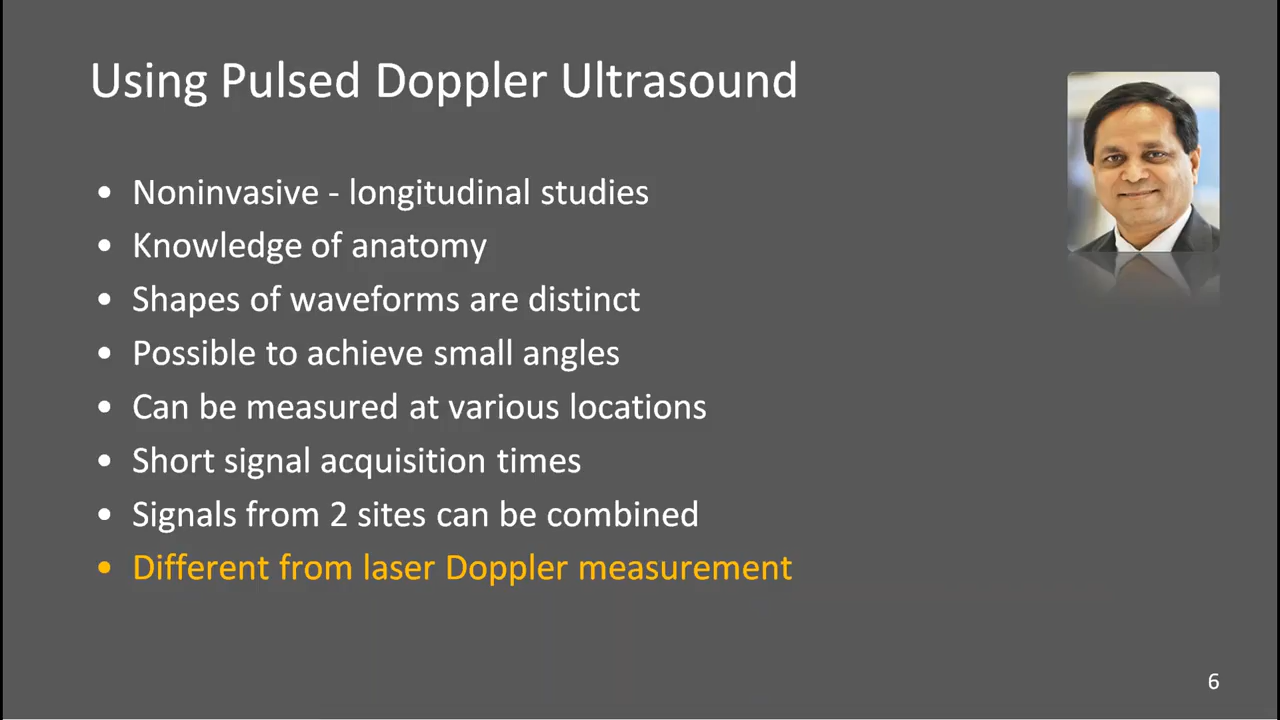 Using Pulsed Doppler Ultrasound
• Noninvasive - longitudinal studies
• Knowledge of anatomy
• Shapes of waveforms are distinct
• Possible to achieve small angles
• Can be measured at various locations
• Short signal acquisition times
• Signals from 2 sites can be combined
• Different from laser Doppler measurement
6